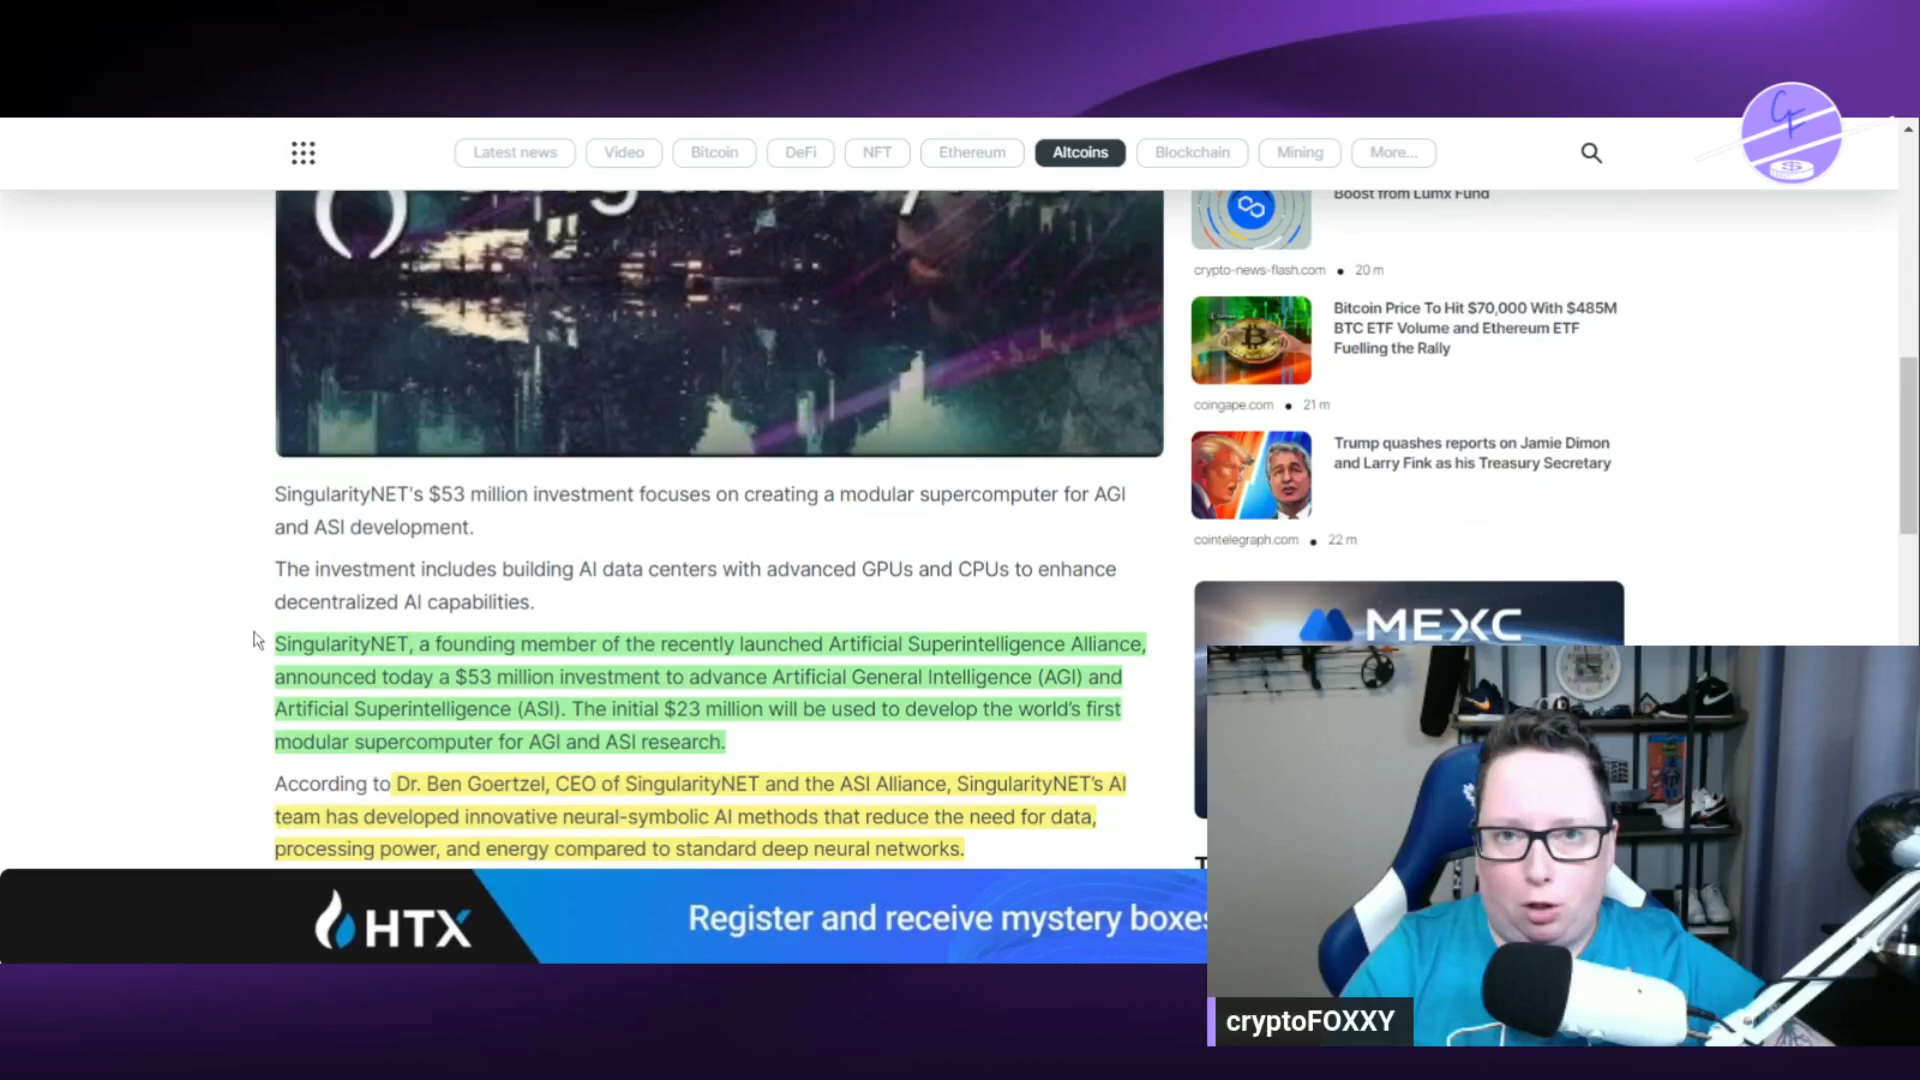 Latest news
Video
Bitcoin
DeFi
NFT
Ethereum
Altcoins
Blockchain
Mining
More...
CF
Boost from Lumx Fund
crypto-news-flash.com • 20 m
Bitcoin Price To Hit $70,000 With $485M
BTC ETF Volume and Ethereum ETF
Fuelling the Rally
coingape.com • 21 m
Trump quashes reports on Jamie Dimon
and Larry Fink as his Treasury Secretary
cointelegraph.com • 22 m
MEXC
SingularityNET's $53 million investment focuses on creating a modular supercomputer for AGI
and ASI development.
The investment includes building AI data centers with advanced GPUs and CPUs to enhance
decentralized AI capabilities.
SingularityNET, a founding member of the recently launched Artificial Superintelligence Alliance,
announced today a $53 million investment to advance Artificial General Intelligence (AGI) and
Artificial Superintelligence (ASI). The initial $23 million will be used to develop the world's first
modular supercomputer for AGI and ASI research.
According to Dr. Ben Goertzel, CEO of SingularityNET and the ASI Alliance, SingularityNET's AI
team has developed innovative neural-symbolic AI methods that reduce the need for data,
processing power, and energy compared to standard deep neural networks.
HTX
Register and receive mystery boxes
cryptoFOXXY